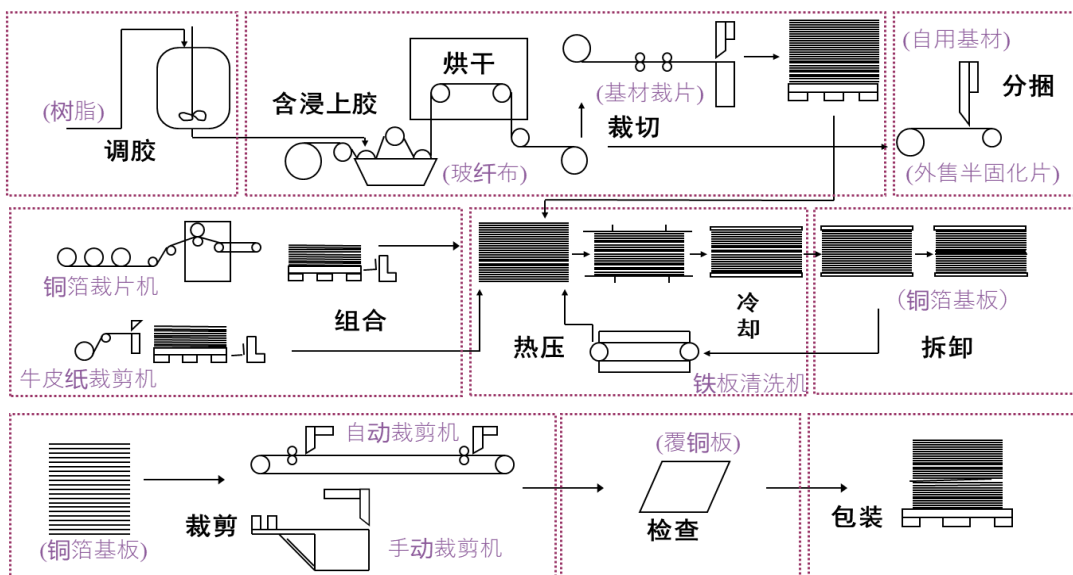 (树脂)
调胶
含浸上胶
烘干
(玻纤布)
(基材裁片)
裁切
(自用基材)
分捆
(外售半固化片)
铜箔裁片机
组合
牛皮纸裁剪机
热压
冷却
铁板清洗机
（铜箔基板）
拆卸
(铜箔基板)
裁剪
自动裁剪机
手动裁剪机
(覆铜板)
检查
包装